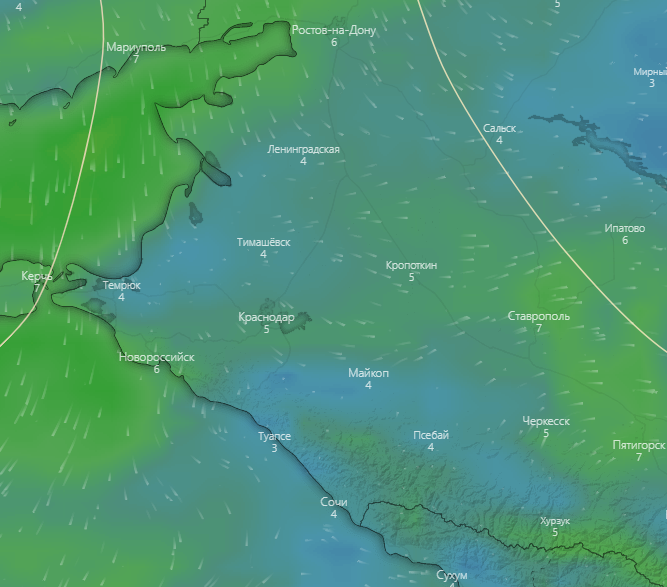 4
5
Ростов-на-Дону
6
Мариуполь
7
Мирный
3
Сальск
4
Ленинградская
4
Ипатово
6
Тимашёвск
4
Кропоткин
5
Керчь
7
Темрюк
4
Краснодар
5
Ставрополь
7
Новороссийск
6
Майкоп
4
Черкесск
5
Туапсе
3
Псебай
4
Пятигорск
7
Сочи
4
Хурзук
5
Сухум